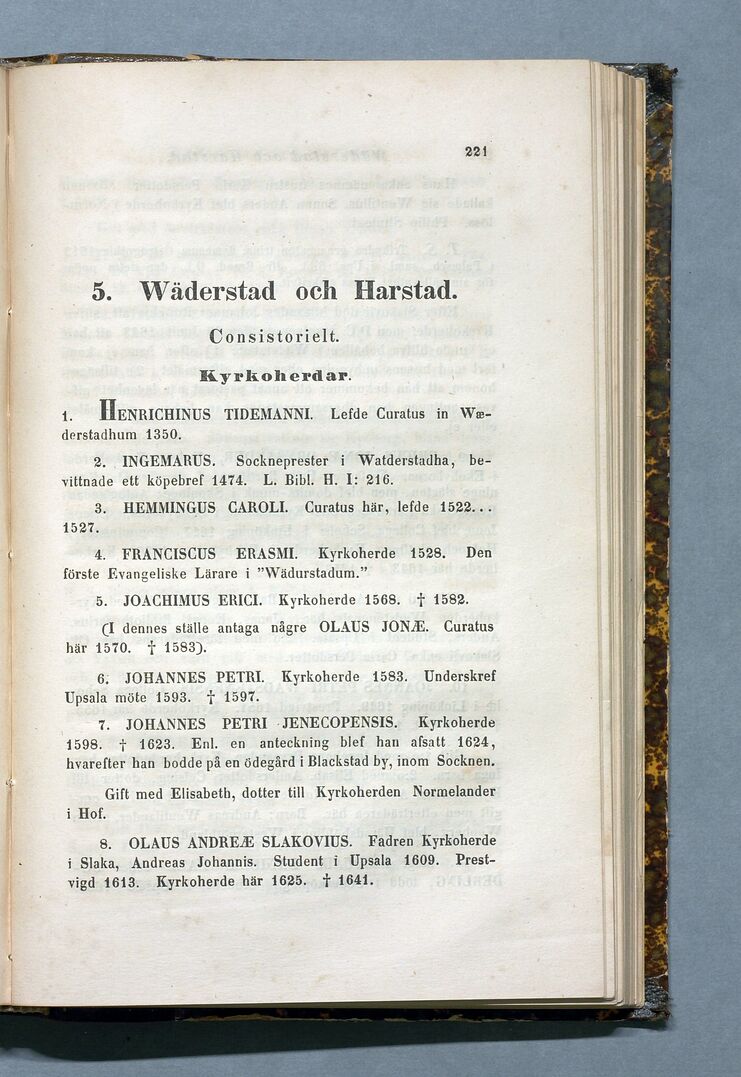 221
5. Wäderstad och Harstad.
Consistorielt.
Kyrkoherdar.
1. HENRICHINUS TIDEMANNI. Lefde Curatus in Wæ-
derstadhum 1350.
2. INGEMARUS. Sockneprester i Watderstadha, be-
vittnade ett köpebref 1474. L. Bibl. H. I: 216.
3. HEMMINGUS CAROLI. Curatus här, lefde 1522...
1527.
4. FRANCISCUS ERASMI. Kyrkoherde 1528. Den
förste Evangeliske Lärare i "Wädurstadum."
5. JOACHIMUS ERICI. Kyrkoherde 1568. † 1582.
(I dennes ställe antaga någre OLAUS JONÆ. Curatus
här 1570. † 1583).
6. JOHANNES PETRI. Kyrkoherde 1583. Underskref
Upsala möte 1593. † 1597.
7. JOHANNES PETRI JENECOPENSIS. Kyrkoherde
1598. † 1623. Enl. en anteckning blef han afsatt 1624,
hvarefter han bodde på en ödegård i Blackstad by, inom Socknen.
Gift med Elisabeth, dotter till Kyrkoherden Normelander
i Hof.
8. OLAUS ANDREÆ SLAKOVIUS. Fadren Kyrkoherde
i Slaka, Andreas Johannis. Student i Upsala 1609. Prest-
vigd 1613. Kyrkoherde här 1625. † 1641.